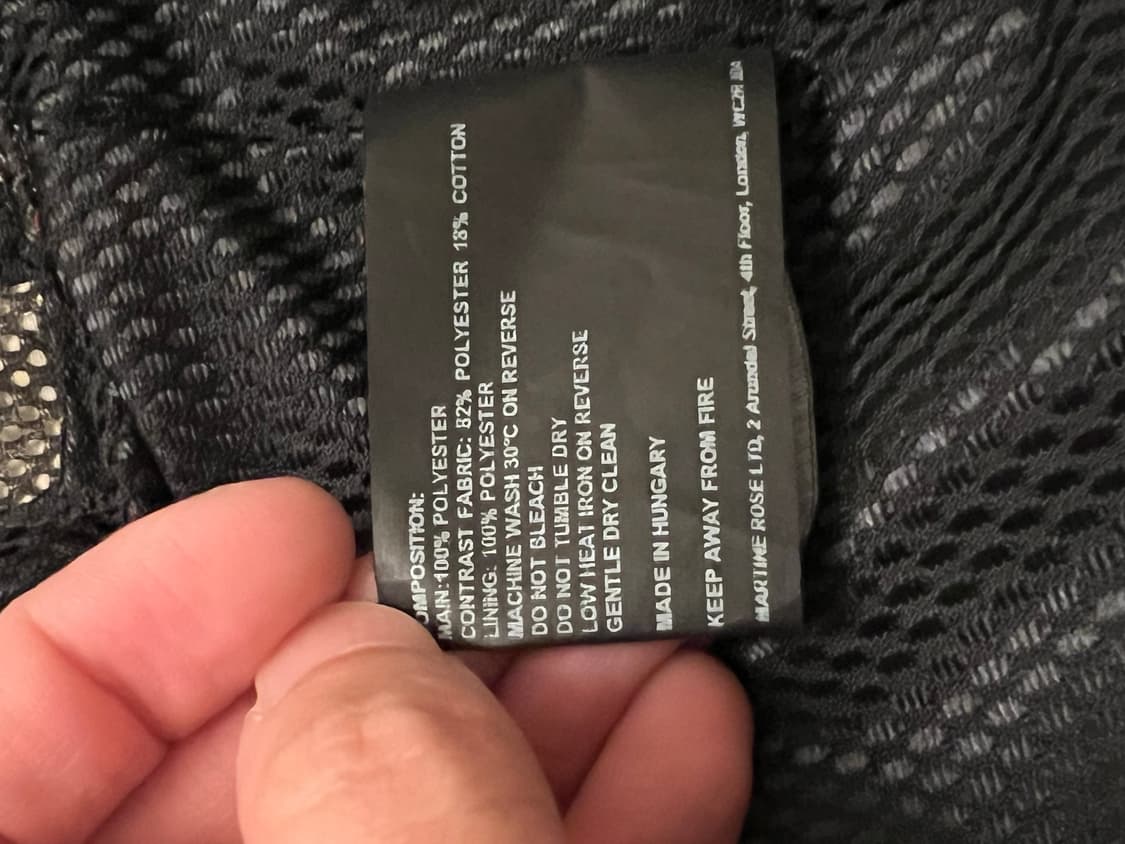 OMPOSITION:
MAIN:100% POLYESTER
CONTRAST FABRIC: 82% POLYESTER 18% COTTON
LINING: 100% POLYESTER
MACHINE WASH 30°C ON REVERSE
DO NOT BLEACH
DO NOT TUMBLE DRY
LOW HEAT IRON ON REVERSE
GENTLE DRY CLEAN
MADE IN HUNGARY
KEEP AWAY FROM FIRE
MARTINE ROSE LTD, 2 Arundel Street, 4th Floor, London, WC2R